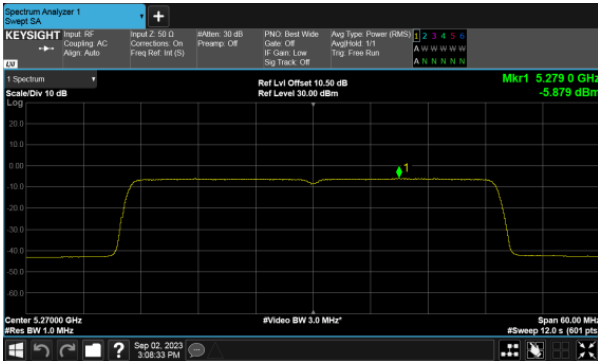 Spectrum Analyzer 1
Swept SA
KEYSIGHT
Input: RF
Coupling: AC
Align: Auto
Input Z: 50 Ω
Corrections: On
Freq Ref: Int (S)
#Atten: 30 dB
Preamp: Off
PNO: Best Wide
Gate: Off
IF Gain: Low
Sig Track: Off
Avg Type: Power (RMS)
Avg|Hold: 1/1
Trig: Free Run
1 2 3 4 5 6
A W W W W W
A N N N N N
LXI
1 Spectrum
Scale/Div 10 dB
Ref Lvl Offset 10.50 dB
Ref Level 30.00 dBm
Mkr1 5.279 0 GHz
-5.879 dBm
Log
20.0
10.0
0.00
-10.0
-20.0
-30.0
-40.0
-50.0
-60.0
1
Center 5.27000 GHz
#Res BW 1.0 MHz
#Video BW 3.0 MHz*
Span 60.00 MHz
#Sweep 12.0 s (601 pts)
?
Sep 02, 2023
3:08:33 PM